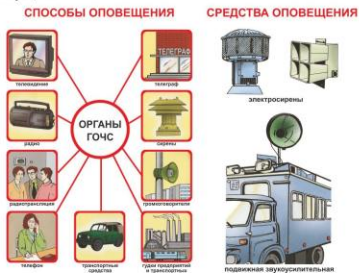 СПОСОБЫ ОПОВЕЩЕНИЯ
СРЕДСТВА ОПОВЕЩЕНИЯ
ТЕЛЕГРАФ
телевидение
телеграф
ОРГАНЫ
ГОЧС
радио
сирены
радиотрансляция
громкоговорители
телефон
транспортные
средства
гудки предприятий
и транспортных
электросирены
подвижная звукоусилительная